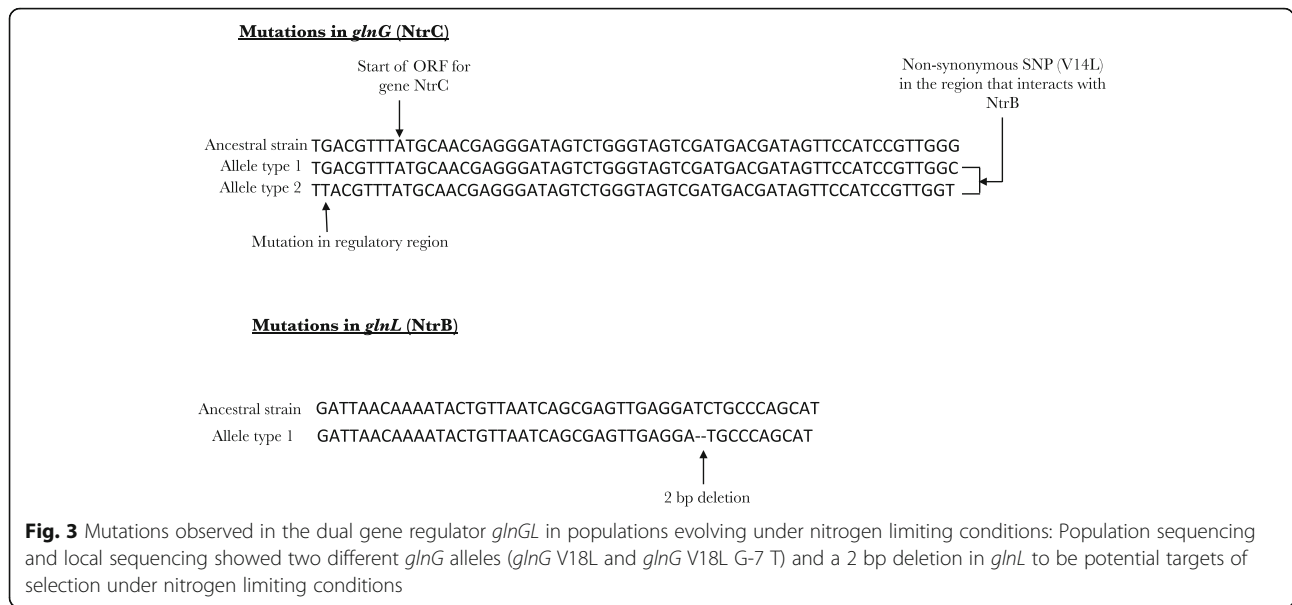 Mutations in glnG (NtrC)
Start of ORF for
gene NtrC
Non-synonymous SNP (V14L)
in the region that interacts with
NtrB
Ancestral strain TGACGTTTATGCAACGAGGGATAGTCTGGGTAGTCGATGACGATAGTTCCATCCGTTGGG
Allele type 1 TGACGTTTATGCAACGAGGGATAGTCTGGGTAGTCGATGACGATAGTTCCATCCGTTGGC
Allele type 2 TTACGTTTATGCAACGAGGGATAGTCTGGGTAGTCGATGACGATAGTTCCATCCGTTGGT
Mutation in regulatory region
Mutations in glnL (NtrB)
Ancestral strain GATTAACAAAATACTGTTAATCAGCGAGTTGAGGATCTGCCCAGCAT
Allele type 1 GATTAACAAAATACTGTTAATCAGCGAGTTGAGGA--TGCCCAGCAT
2 bp deletion
Fig. 3 Mutations observed in the dual gene regulator glnGL in populations evolving under nitrogen limiting conditions: Population sequencing
and local sequencing showed two different glnG alleles (glnG V18L and glnG V18L G-7 T) and a 2 bp deletion in glnL to be potential targets of
selection under nitrogen limiting conditions